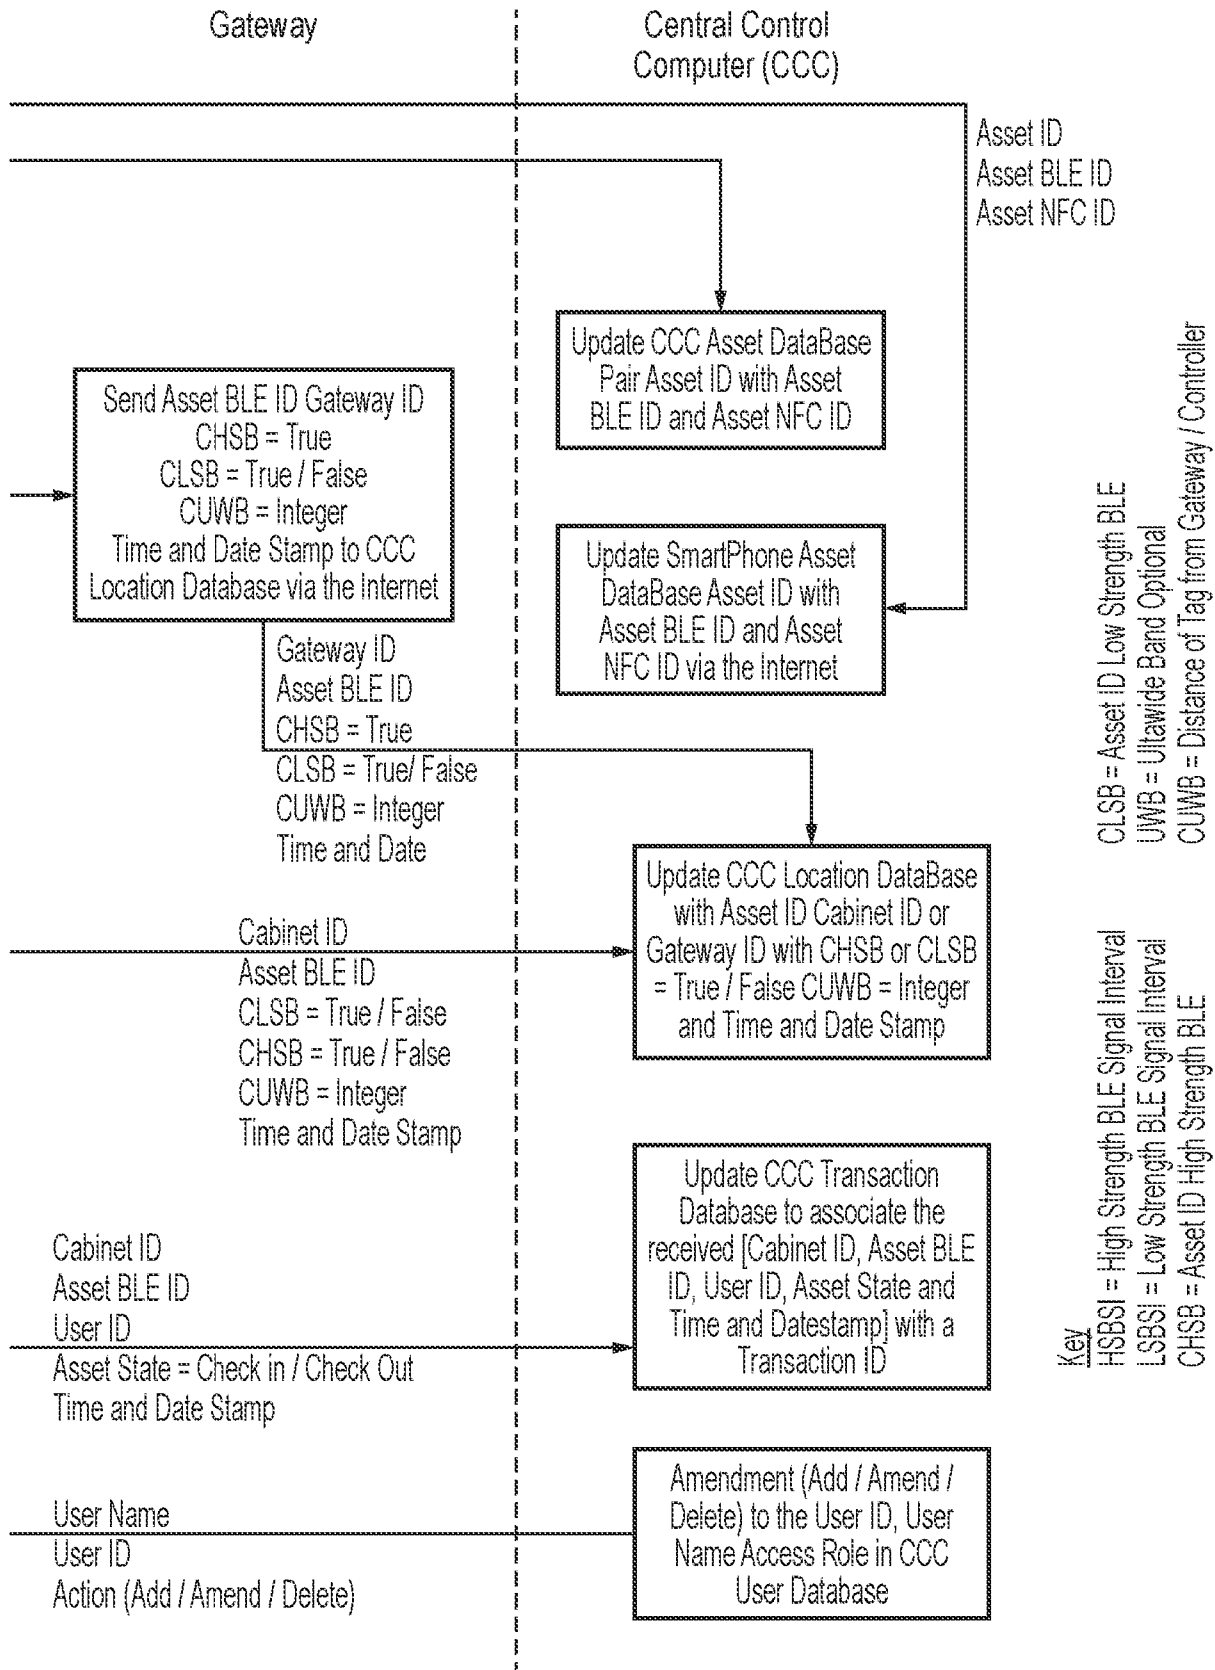 Gateway
Central Control
Computer (CCC)
Asset ID
Asset BLE ID
Asset NFC ID
Update CCC Asset DataBase
Pair Asset ID with Asset
BLE ID and Asset NFC ID
Send Asset BLE ID Gateway ID
CHSB = True
CLSB = True / False
CUWB = Integer
Time and Date Stamp to CCC
Location Database via the Internet
Update SmartPhone Asset
DataBase Asset ID with
Asset BLE ID and Asset
NFC ID via the Internet
Gateway ID
Asset BLE ID
CHSB = True
CLSB = True/ False
CUWB = Integer
Time and Date
Update CCC Location DataBase
with Asset ID Cabinet ID or
Gateway ID with CHSB or CLSB
= True / False CUWB = Integer
and Time and Date Stamp
Cabinet ID
Asset BLE ID
CLSB = True / False
CHSB = True / False
CUWB = Integer
Time and Date Stamp
Update CCC Transaction
Database to associate the
received [Cabinet ID, Asset BLE
ID, User ID, Asset State and
Time and Datestamp] with a
Transaction ID
Cabinet ID
Asset BLE ID
User ID
Asset State = Check in / Check Out
Time and Date Stamp
Amendment (Add / Amend /
Delete) to the User ID, User
Name Access Role in CCC
User Database
User Name
User ID
Action (Add / Amend / Delete)
Key
HSBSI = High Strength BLE Signal Interval
LSBSI = Low Strength BLE Signal Interval
CHSB = Asset ID High Strength BLE
CLSB = Asset ID Low Strength BLE
UWB = Ultawide Band Optional
CUWB = Distance of Tag from Gateway / Controller